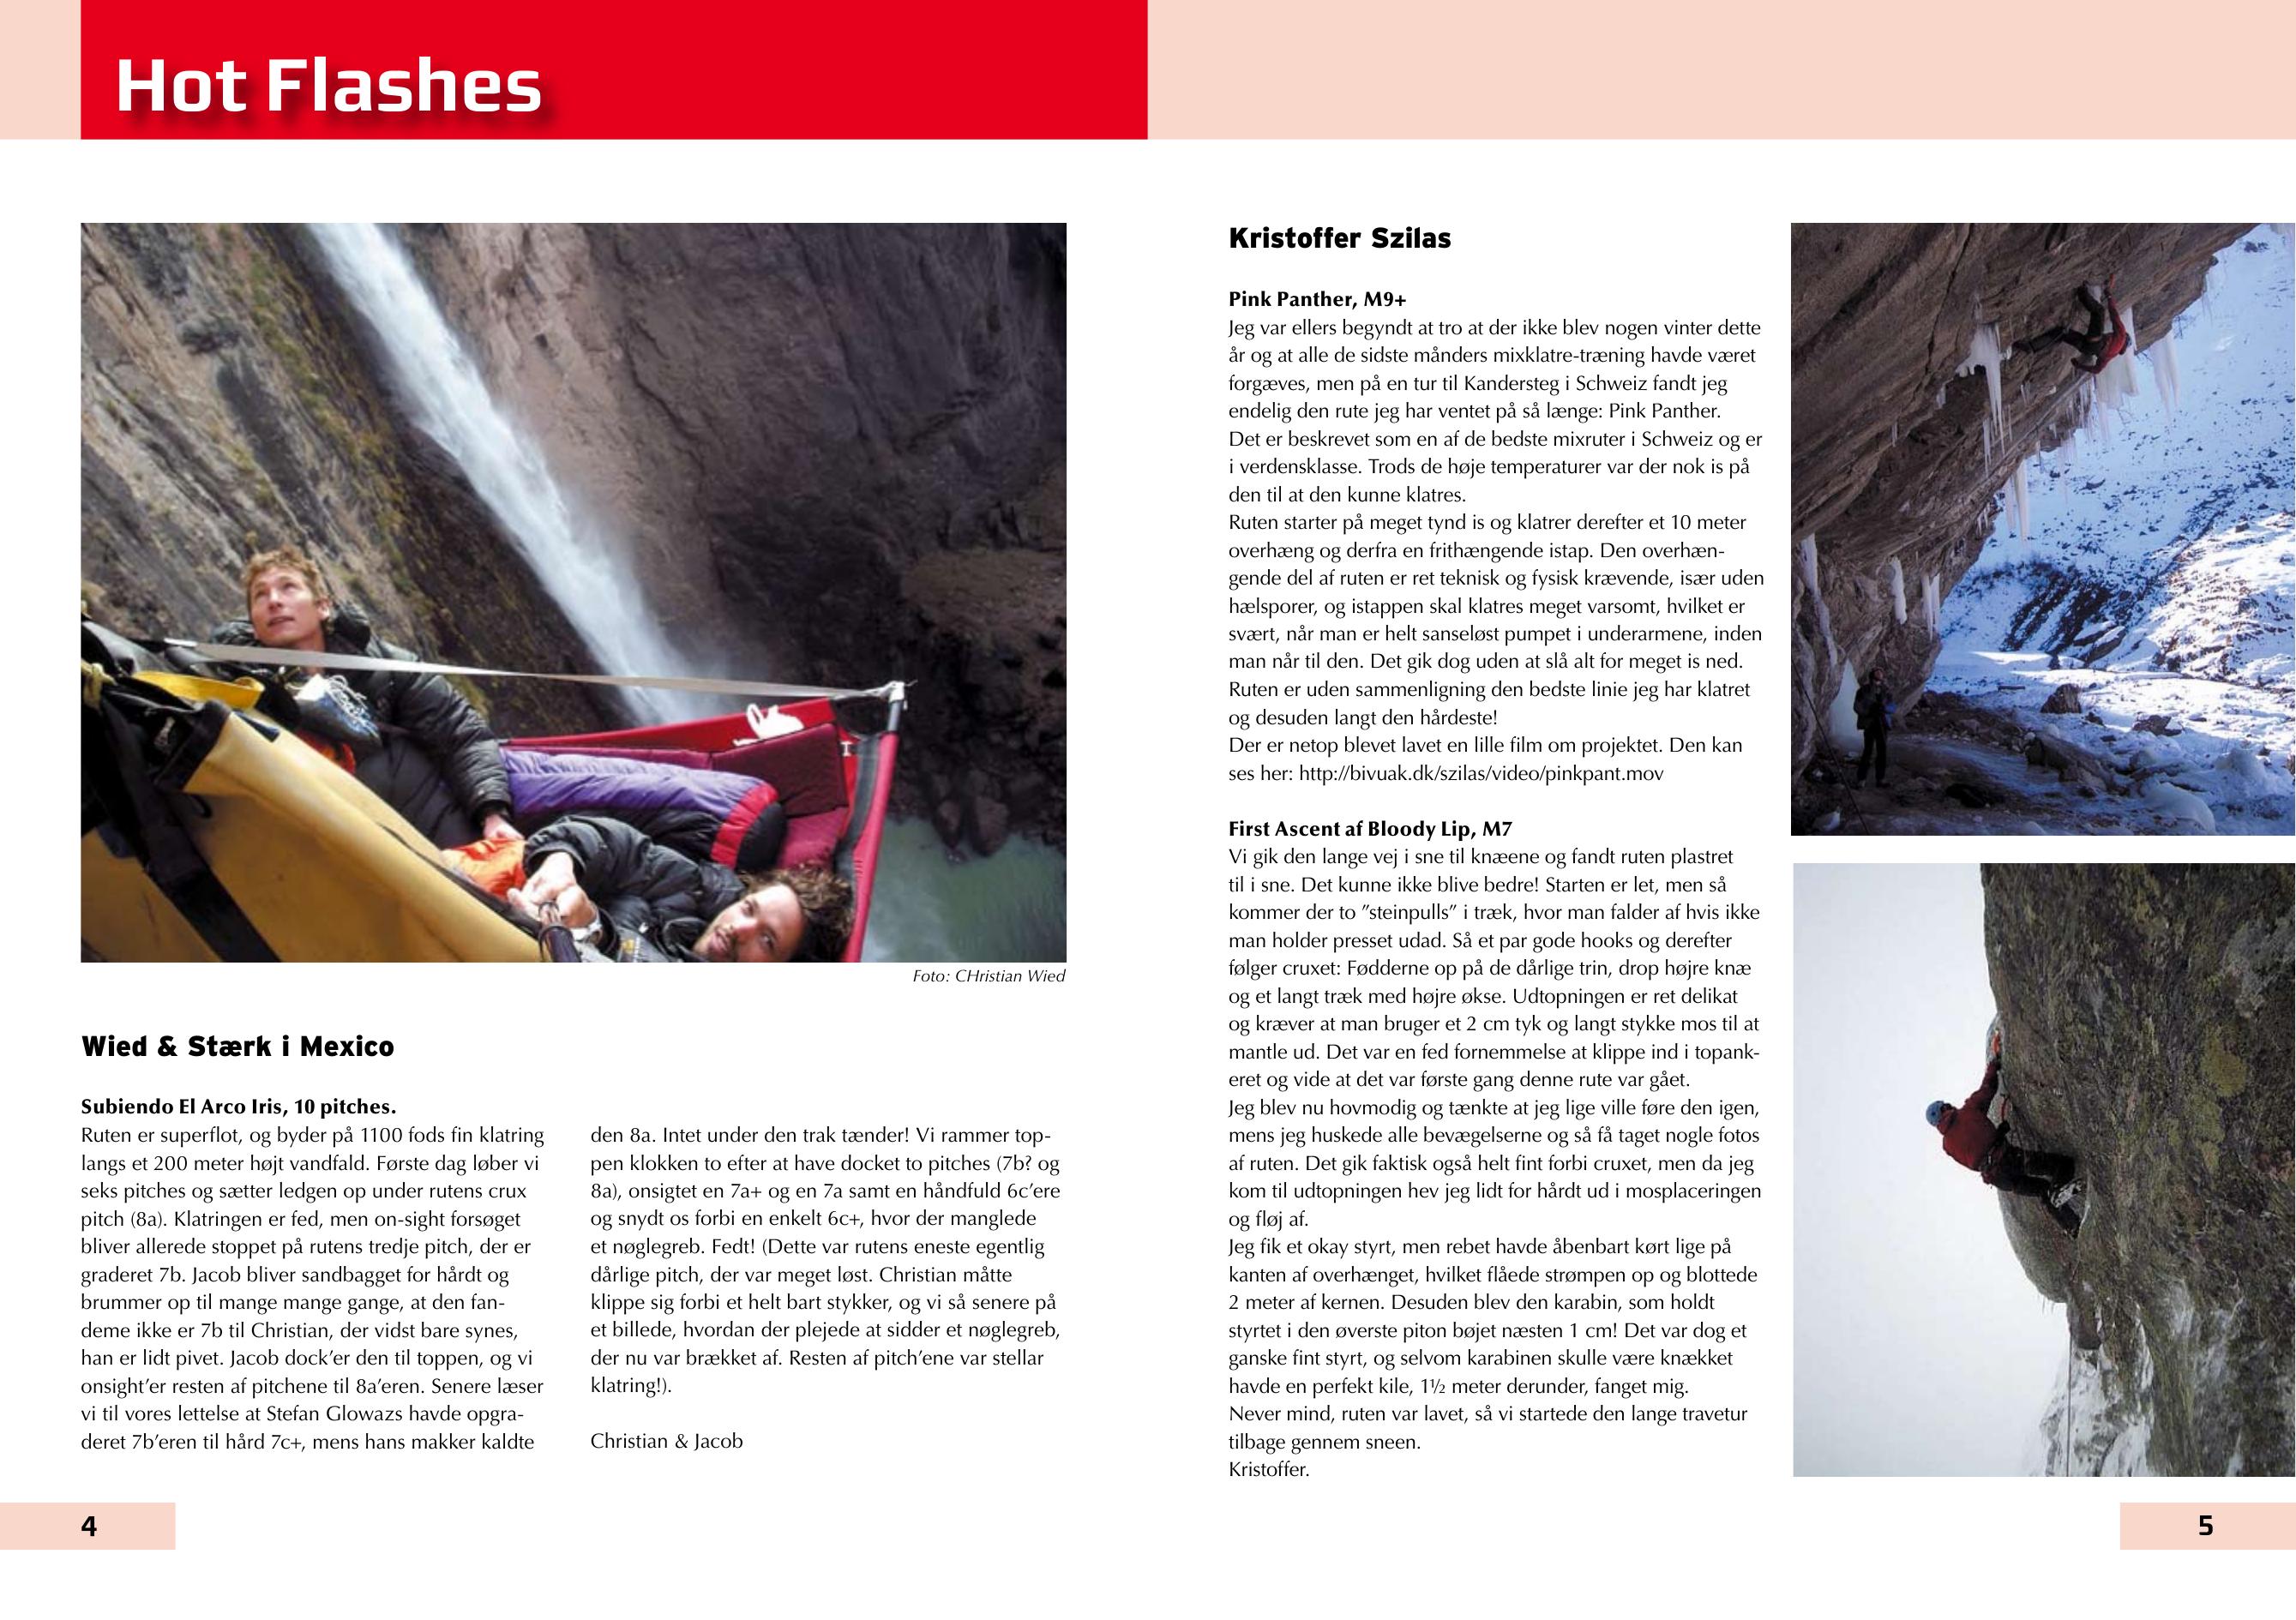 Hot Flashes
Foto: CHristian Wied
Wied & Stærk i Mexico
Subiendo El Arco Iris, 10 pitches.
Ruten er superflot, og byder på 1100 fods fin klatring
langs et 200 meter højt vandfald. Første dag løber vi
seks pitches og sætter ledgen op under rutens crux
pitch (8a). Klatringen er fed, men on-sight forsøget
bliver allerede stoppet på rutens tredje pitch, der er
graderet 7b. Jacob bliver sandbagget for hårdt og
brummer op til mange mange gange, at den fan-
deme ikke er 7b til Christian, der vidst bare synes,
han er lidt pivet. Jacob dock’er den til toppen, og vi
onsight’er resten af pitchene til 8a’eren. Senere læser
vi til vores lettelse at Stefan Glowazs havde opgra-
deret 7b’eren til hård 7c+, mens hans makker kaldte
den 8a. Intet under den trak tænder! Vi rammer top-
pen klokken to efter at have docket to pitches (7b? og
8a), onsigtet en 7a+ og en 7a samt en håndfuld 6c’ere
og snydt os forbi en enkelt 6c+, hvor der manglede
et nøglegreb. Fedt! (Dette var rutens eneste egentlig
dårlige pitch, der var meget løst. Christian måtte
klippe sig forbi et helt bart stykker, og vi så senere på
et billede, hvordan der plejede at sidder et nøglegreb,
der nu var brækket af. Resten af pitch’ene var stellar
klatring!).
Christian & Jacob
4
Kristoffer Szilas
Pink Panther, M9+
Jeg var ellers begyndt at tro at der ikke blev nogen vinter dette
år og at alle de sidste månders mixklatre-træning havde været
forgæves, men på en tur til Kandersteg i Schweiz fandt jeg
endelig den rute jeg har ventet på så længe: Pink Panther.
Det er beskrevet som en af de bedste mixruter i Schweiz og er
i verdensklasse. Trods de høje temperaturer var der nok is på
den til at den kunne klatres.
Ruten starter på meget tynd is og klatrer derefter et 10 meter
overhæng og derfra en frithængende istap. Den overhæn-
gende del af ruten er ret teknisk og fysisk krævende, især uden
hælsporer, og istappen skal klatres meget varsomt, hvilket er
svært, når man er helt sanseløst pumpet i underarmene, inden
man når til den. Det gik dog uden at slå alt for meget is ned.
Ruten er uden sammenligning den bedste linie jeg har klatret
og desuden langt den hårdeste!
Der er netop blevet lavet en lille film om projektet. Den kan
ses her: http://bivuak.dk/szilas/video/pinkpant.mov
First Ascent af Bloody Lip, M7
Vi gik den lange vej i sne til knæene og fandt ruten plastret
til i sne. Det kunne ikke blive bedre! Starten er let, men så
kommer der to ”steinpulls” i træk, hvor man falder af hvis ikke
man holder presset udad. Så et par gode hooks og derefter
følger cruxet: Fødderne op på de dårlige trin, drop højre knæ
og et langt træk med højre økse. Udtopningen er ret delikat
og kræver at man bruger et 2 cm tyk og langt stykke mos til at
mantle ud. Det var en fed fornemmelse at klippe ind i topank-
eret og vide at det var første gang denne rute var gået.
Jeg blev nu hovmodig og tænkte at jeg lige ville føre den igen,
mens jeg huskede alle bevægelserne og så få taget nogle fotos
af ruten. Det gik faktisk også helt fint forbi cruxet, men da jeg
kom til udtopningen hev jeg lidt for hårdt ud i mosplaceringen
og fløj af.
Jeg fik et okay styrt, men rebet havde åbenbart kørt lige på
kanten af overhænget, hvilket flåede strømpen op og blottede
2 meter af kernen. Desuden blev den karabin, som holdt
styrtet i den øverste piton bøjet næsten 1 cm! Det var dog et
ganske fint styrt, og selvom karabinen skulle være knækket
havde en perfekt kile, 1½ meter derunder, fanget mig.
Never mind, ruten var lavet, så vi startede den lange travetur
tilbage gennem sneen.
Kristoffer.
5